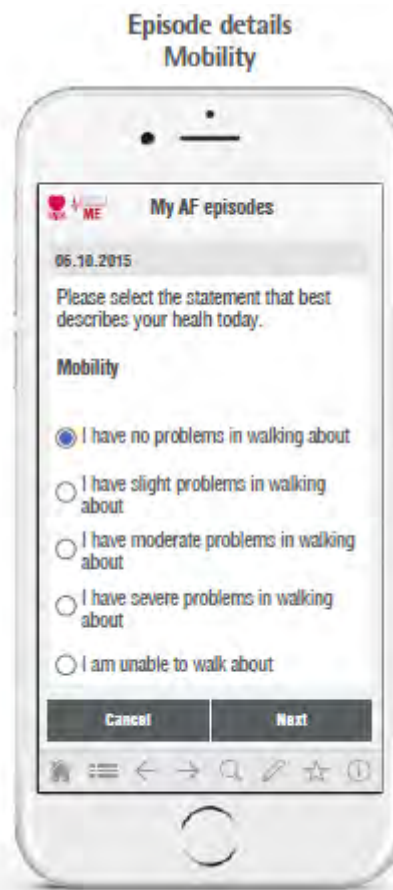 Episode details
Mobility
ME
My AF episodes
06.10.2015
Please select the statement that best
describes your healh today.
Mobility
I have no problems in walking about
I have slight problems in walking
about
I have moderate problems in walking
about
I have severe problems in walking
about
I am unable to walk about
Cancel
Next